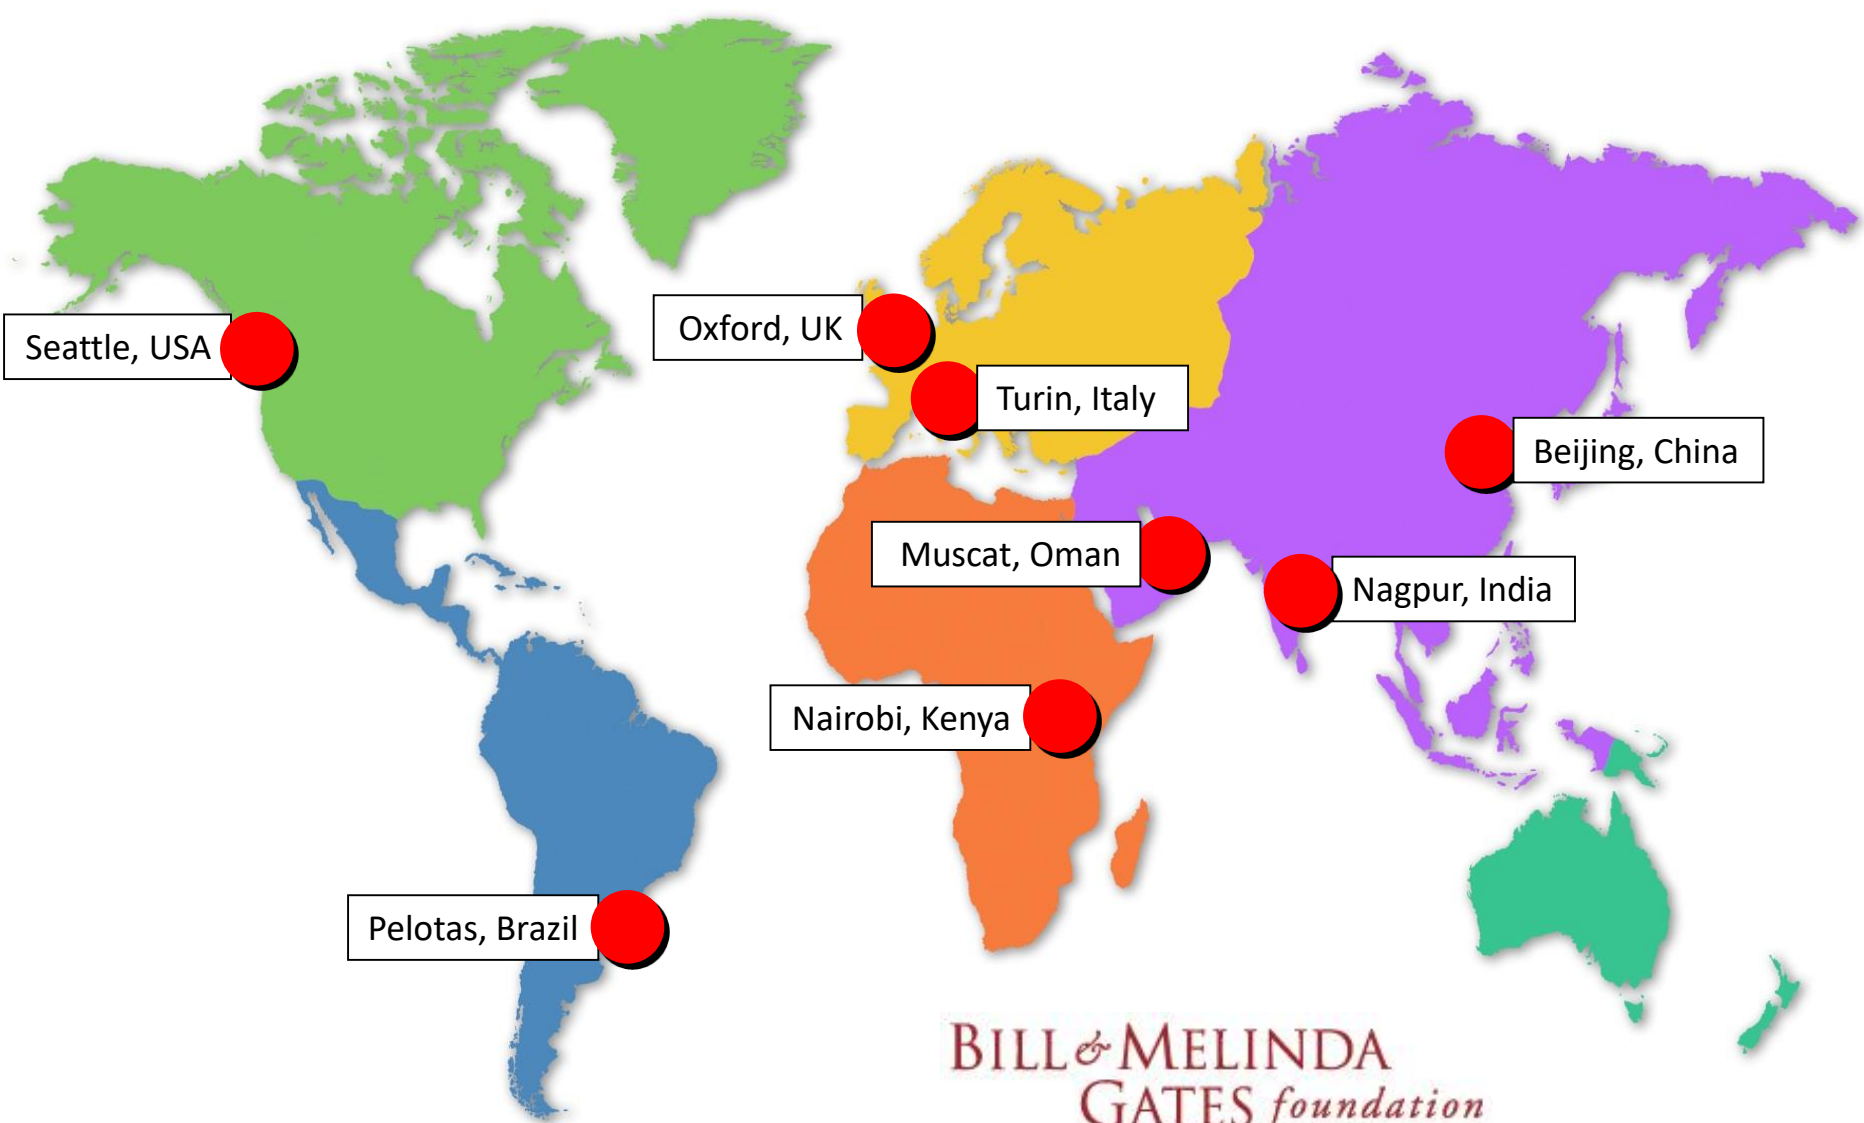 Seattle, USA
Oxford, UK
Turin, Italy
Beijing, China
Muscat, Oman
Nagpur, India
Nairobi, Kenya
Pelotas, Brazil
BILL & MELINDA
GATES foundation